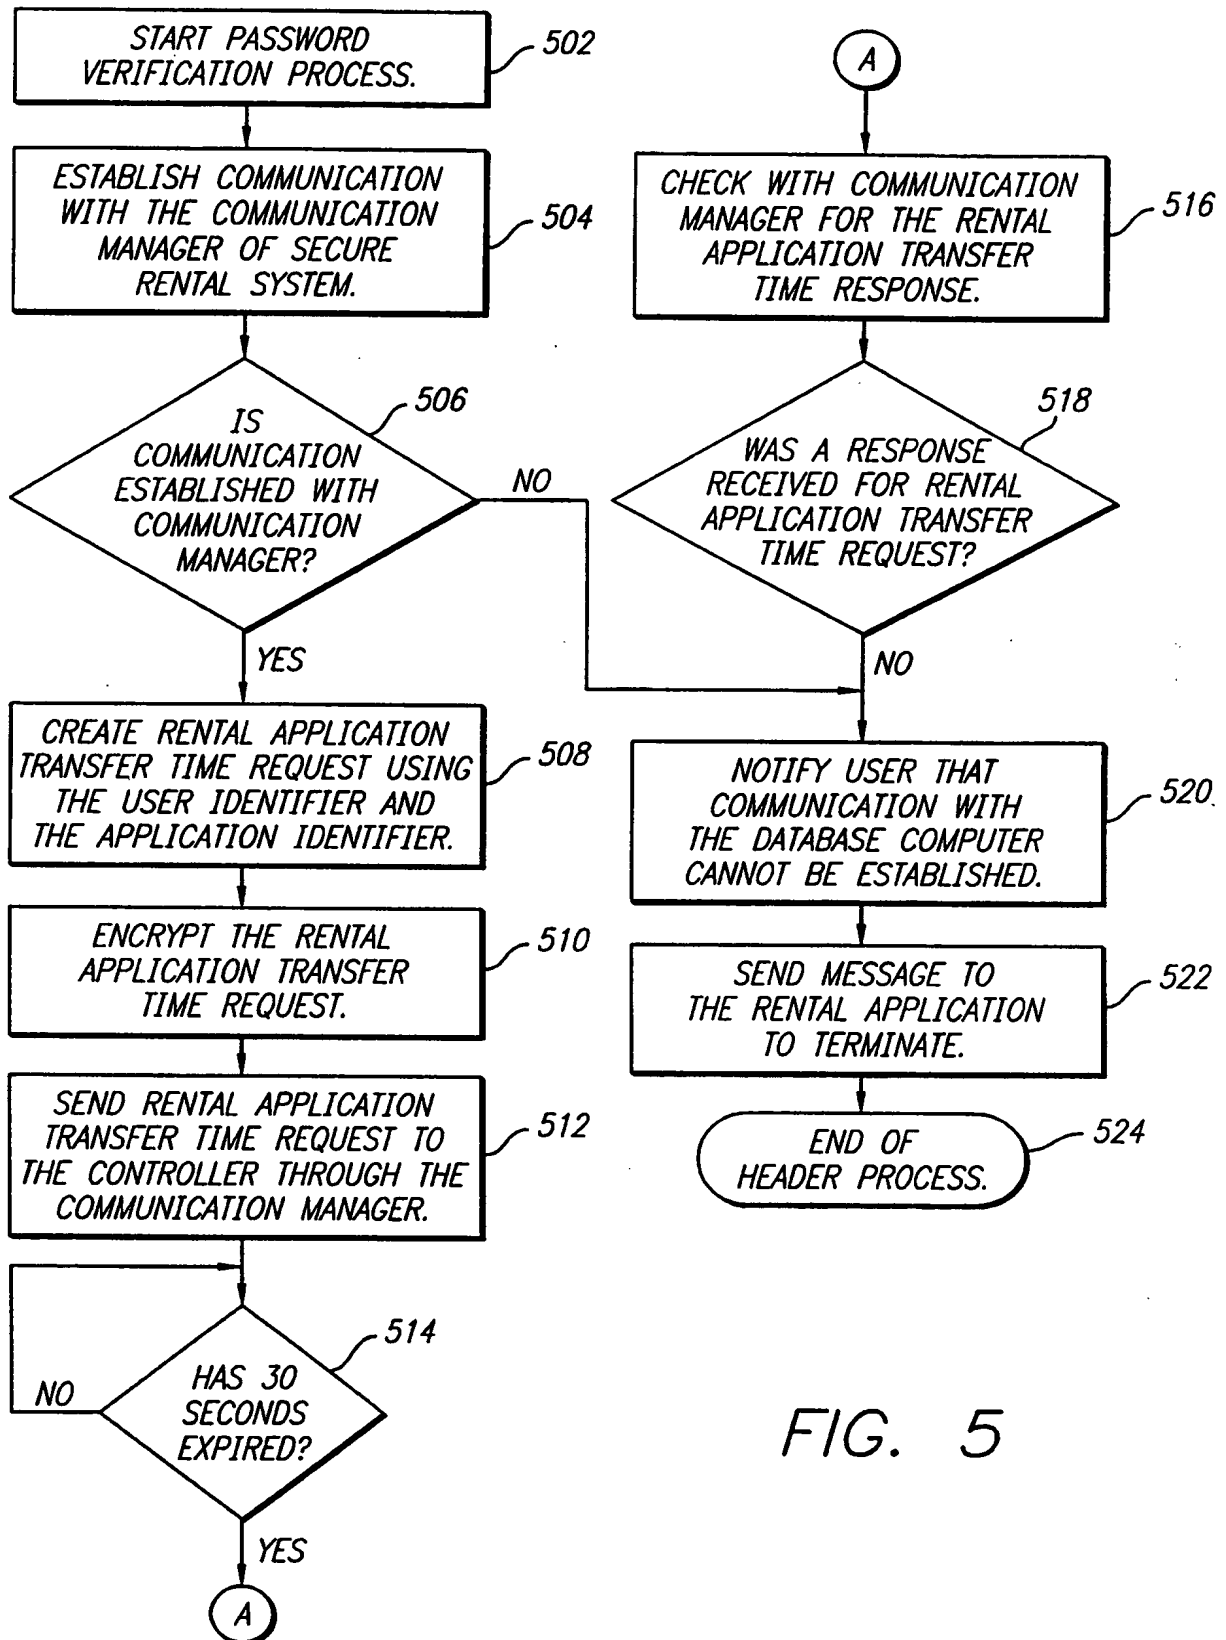 START PASSWORD
VERIFICATION PROCESS.
502
ESTABLISH COMMUNICATION
WITH THE COMMUNICATION
MANAGER OF SECURE
RENTAL SYSTEM.
504
IS
COMMUNICATION
ESTABLISHED WITH
COMMUNICATION
MANAGER?
506
NO
YES
CREATE RENTAL APPLICATION
TRANSFER TIME REQUEST USING
THE USER IDENTIFIER AND
THE APPLICATION IDENTIFIER.
508
ENCRYPT THE RENTAL
APPLICATION TRANSFER
TIME REQUEST.
510
SEND RENTAL APPLICATION
TRANSFER TIME REQUEST TO
THE CONTROLLER THROUGH THE
COMMUNICATION MANAGER.
512
HAS 30
SECONDS
EXPIRED?
514
NO
YES
A
A
CHECK WITH COMMUNICATION
MANAGER FOR THE RENTAL
APPLICATION TRANSFER
TIME RESPONSE.
516
WAS A RESPONSE
RECEIVED FOR RENTAL
APPLICATION TRANSFER
TIME REQUEST?
518
NO
NOTIFY USER THAT
COMMUNICATION WITH
THE DATABASE COMPUTER
CANNOT BE ESTABLISHED.
520
SEND MESSAGE TO
THE RENTAL APPLICATION
TO TERMINATE.
522
END OF
HEADER PROCESS.
524
FIG. 5